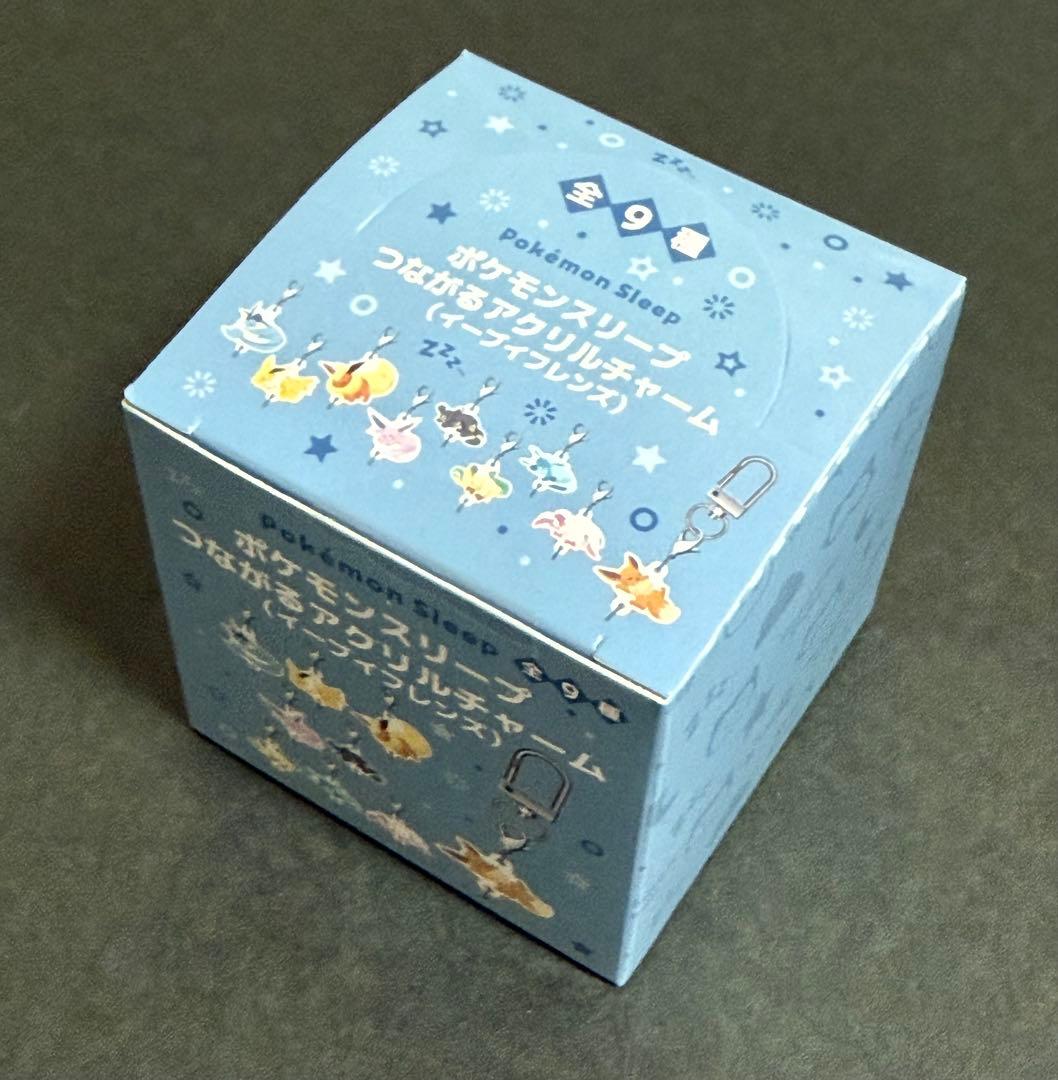 zzz
全9種
Pokémon Sleep
ポケモンスリープ
つながるアクリルチャーム
(イーブイフレンズ)
zzz
zzz
Pokémon Sleep
ポケモンスリープ
つながるアクリルチャーム
(イーブイフレンズ)
全9種